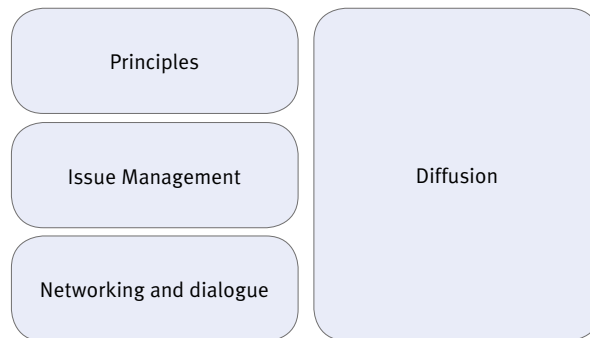 Principles
Issue Management
Diffusion
Networking and dialogue